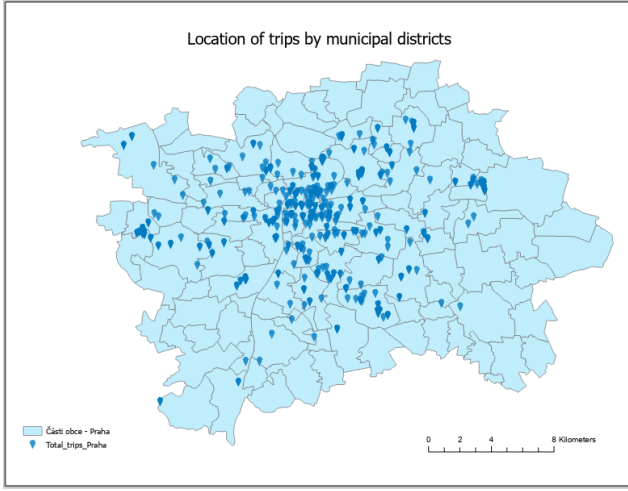 Location of trips by municipal districts
Části obce - Praha
Total_trips_Praha
0 2 4 8 Kilometers